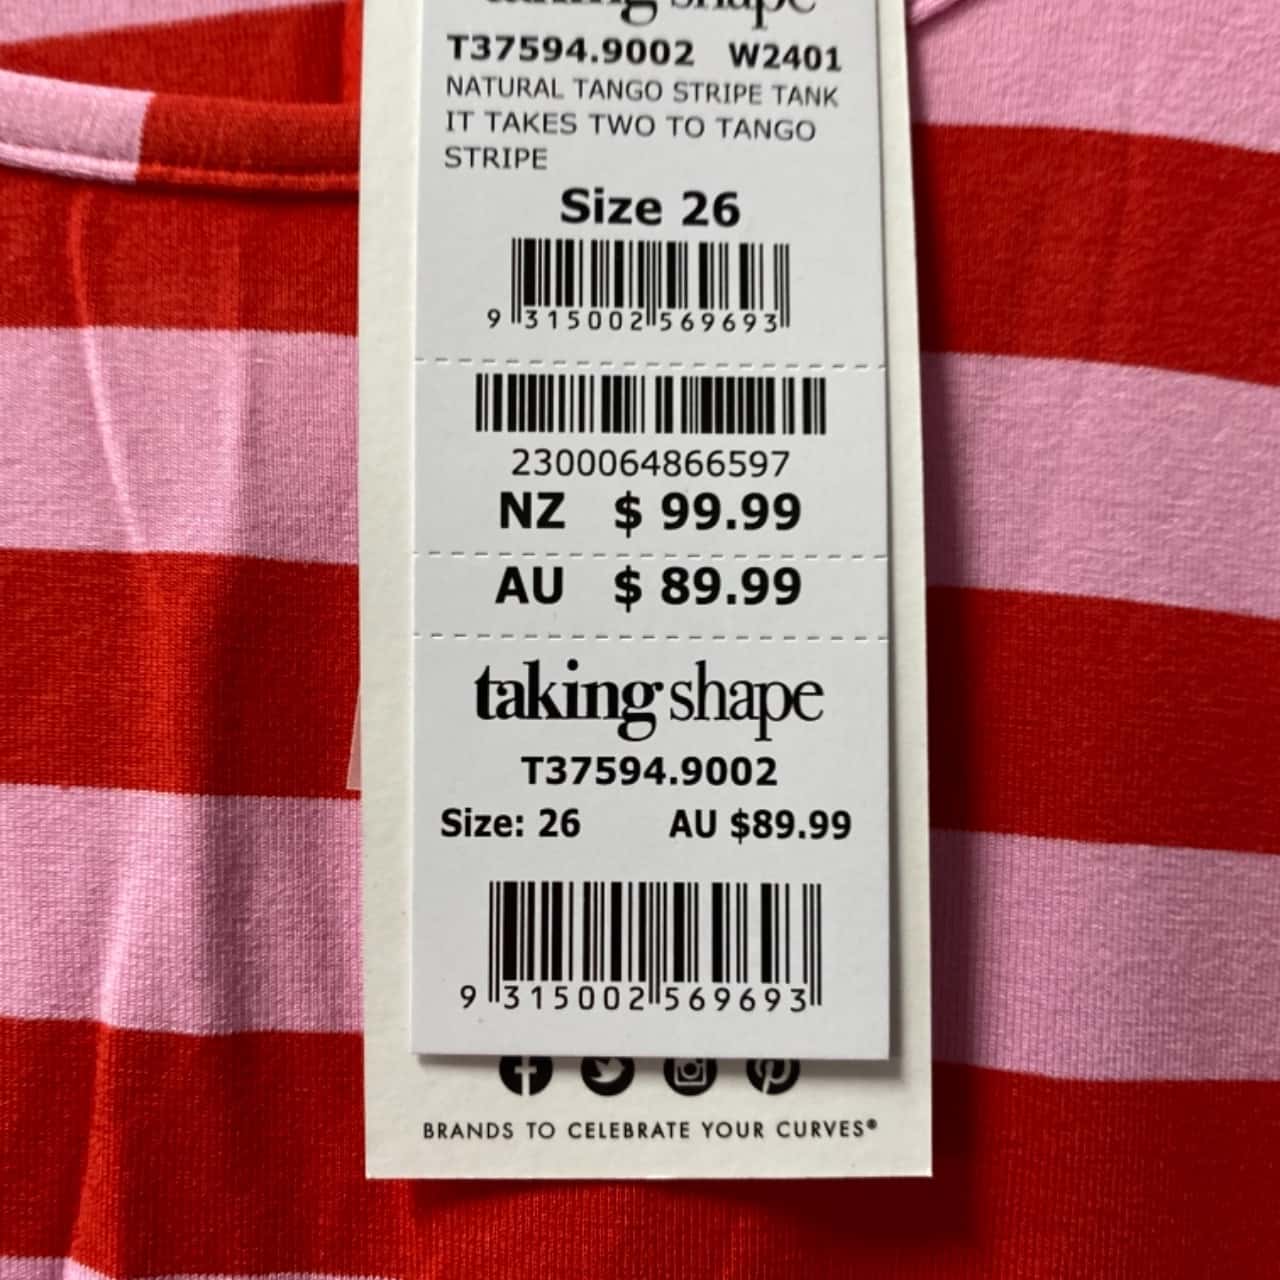 taking shape
T37594.9002 W2401
NATURAL TANGO STRIPE TANK
IT TAKES TWO TO TANGO
STRIPE
Size 26
9 315002 569693
2300064866597
NZ $ 99.99
AU $ 89.99
taking shape
T37594.9002
Size: 26 AU $89.99
9 315002 569693
BRANDS TO CELEBRATE YOUR CURVES®